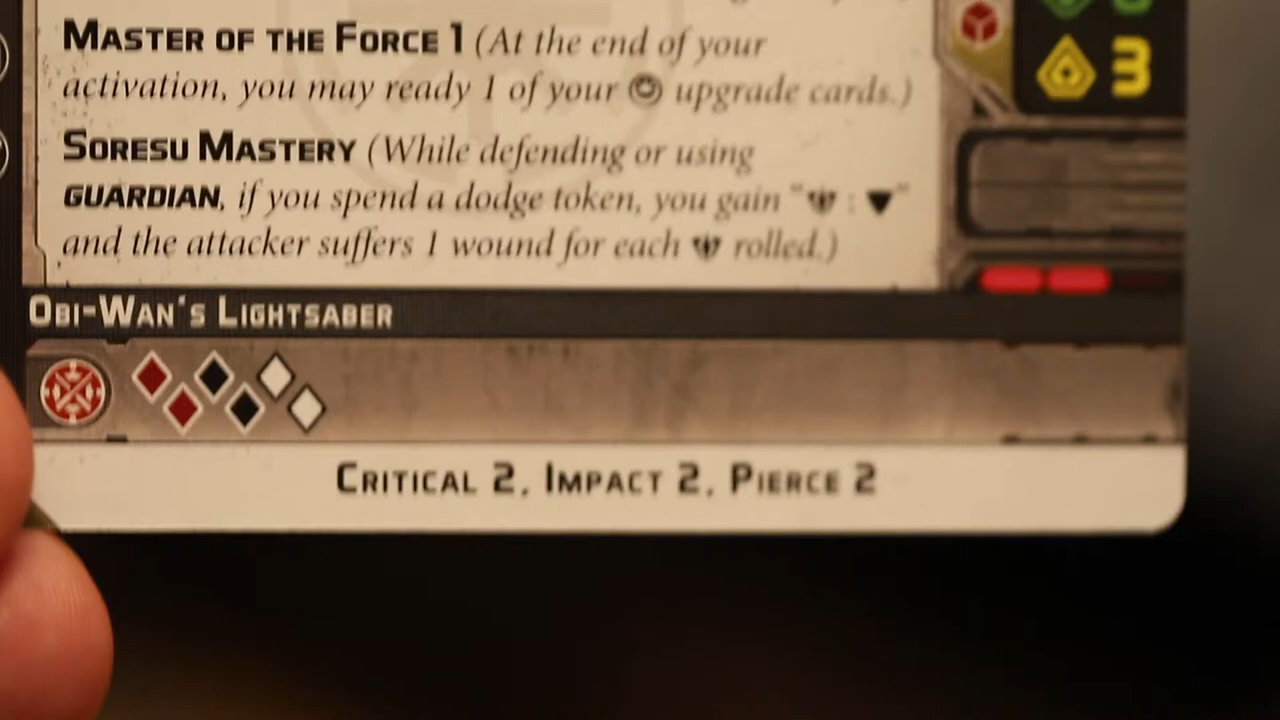 MASTER OF THE FORCE 1 (At the end of your
activation, you may ready 1 of your upgrade cards.)
SORESU MASTERY (While defending or using
GUARDIAN, if you spend a dodge token, you gain " : "
and the attacker suffers 1 wound for each rolled.)
3
OBI-WAN'S LIGHTSABER
CRITICAL 2, IMPACT 2, PIERCE 2